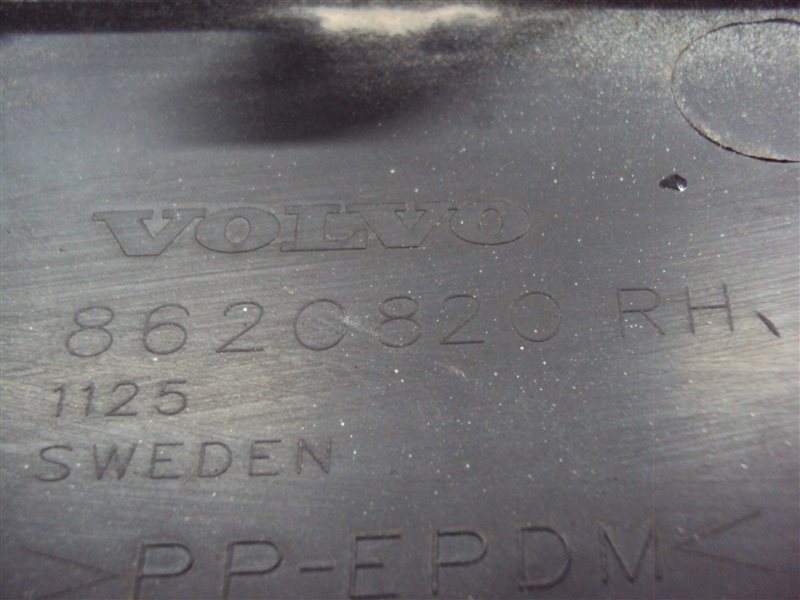 VOLVO
8620820 RH
1125
SWEDEN
>PP-EPDM<